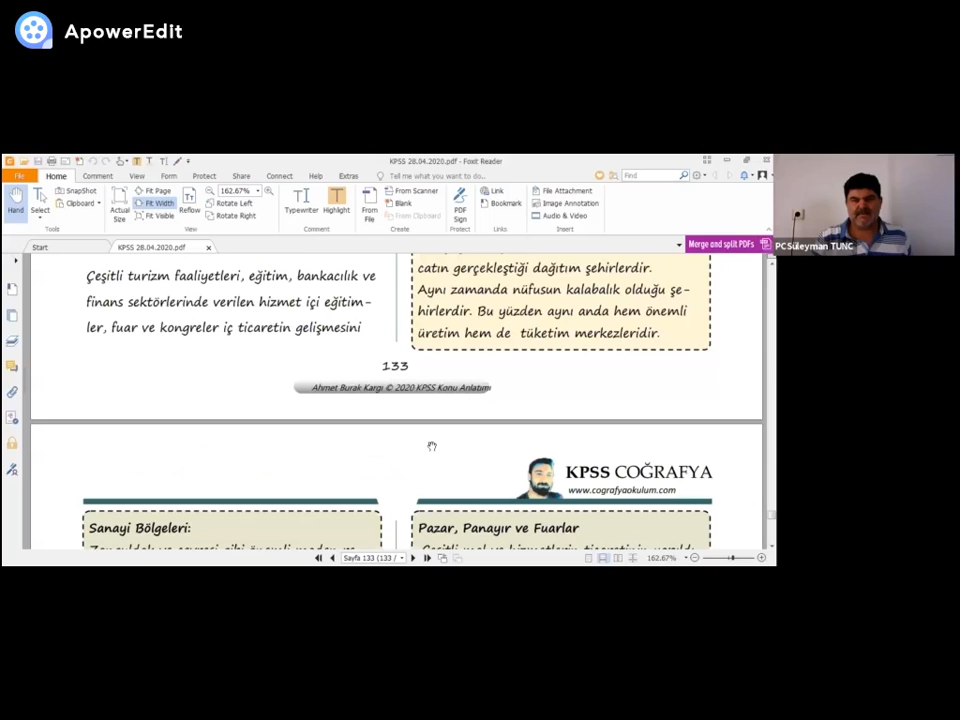 ApowerEdit
KPSS 28.04.2020.pdf - Foxit Reader
File Home Comment View Form Protect Share Connect Help Extras Tell me what you want to do.. Find
Hand
Select
SnapShot
Clipboard
Actual Size
Fit Page
Fit Width
Fit Visible
Reflow
162.67%
Rotate Left
Rotate Right
Typewriter
Highlight
From File
From Scanner
Blank
From Clipboard
PDF Sign
Link
Bookmark
File Attachment
Image Annotation
Audio & Video
Tools View Comment Create Protect Links Insert
Start KPSS 28.04.2020.pdf
Merge and split PDFs
PCSüleyman TUNC
Çeşitli turizm faaliyetleri, eğitim, bankacılık ve
finans sektörlerinde verilen hizmet içi eğitim-
ler, fuar ve kongreler iç ticaretin gelişmesini
catın gerçekleştiği dağıtım şehirlerdir.
Aynı zamanda nüfusun kalabalık olduğu şe-
hirlerdir. Bu yüzden aynı anda hem önemli
üretim hem de tüketim merkezleridir.
133
Ahmet Burak Kargı © 2020 KPSS Konu Anlatımı
KPSS COĞRAFYA
www.cografyaokulum.com
Sanayi Bölgeleri:
Pazar, Panayır ve Fuarlar
Sayfa 133 (133 /
162.67%